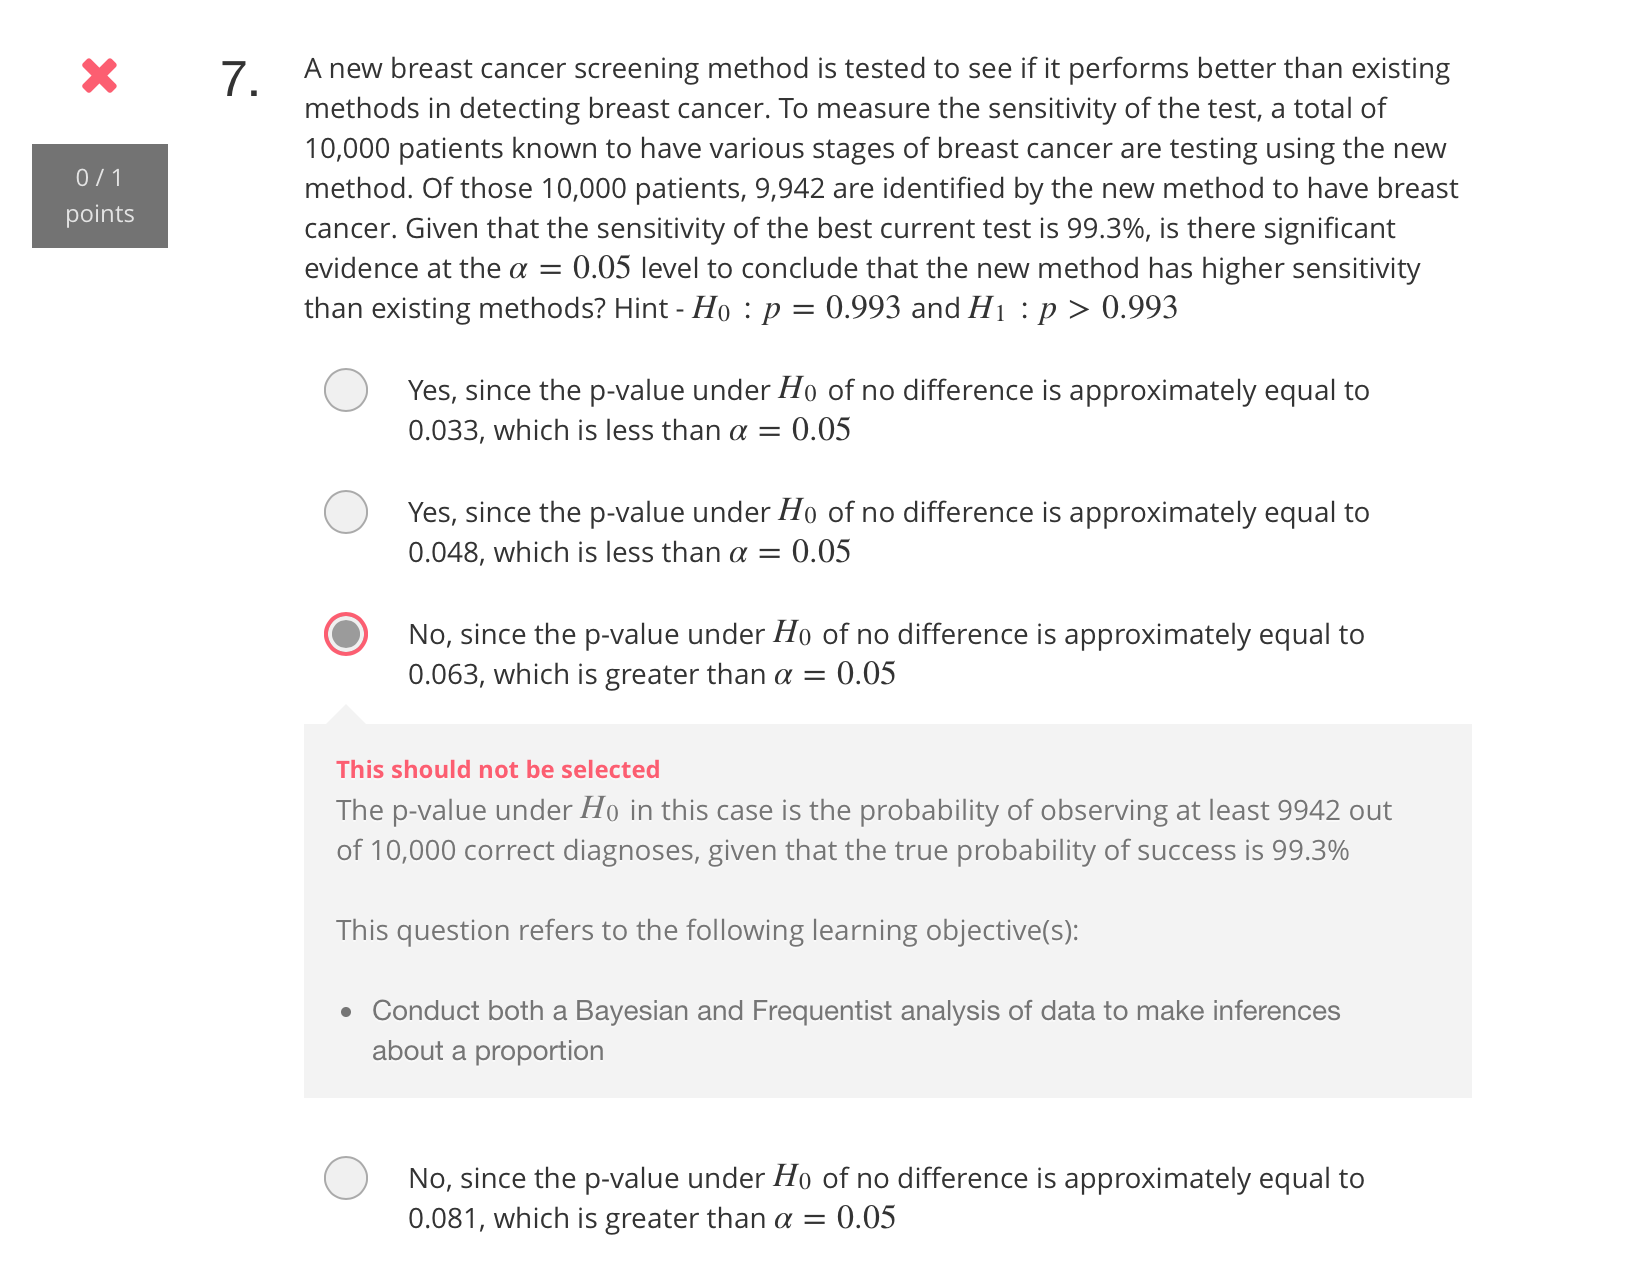 7.
A new breast cancer screening method is tested to see if it performs better than existing
methods in detecting breast cancer. To measure the sensitivity of the test, a total of
10,000 patients known to have various stages of breast cancer are testing using the new
method. Of those 10,000 patients, 9,942 are identified by the new method to have breast
cancer. Given that the sensitivity of the best current test is 99.3%, is there significant
evidence at the α = 0.05 level to conclude that the new method has higher sensitivity
than existing methods? Hint - H₀ : p = 0.993 and H₁ : p > 0.993
0 / 1
points
Yes, since the p-value under H₀ of no difference is approximately equal to
0.033, which is less than α = 0.05
Yes, since the p-value under H₀ of no difference is approximately equal to
0.048, which is less than α = 0.05
No, since the p-value under H₀ of no difference is approximately equal to
0.063, which is greater than α = 0.05
This should not be selected
The p-value under H₀ in this case is the probability of observing at least 9942 out
of 10,000 correct diagnoses, given that the true probability of success is 99.3%
This question refers to the following learning objective(s):
• Conduct both a Bayesian and Frequentist analysis of data to make inferences
about a proportion
No, since the p-value under H₀ of no difference is approximately equal to
0.081, which is greater than α = 0.05